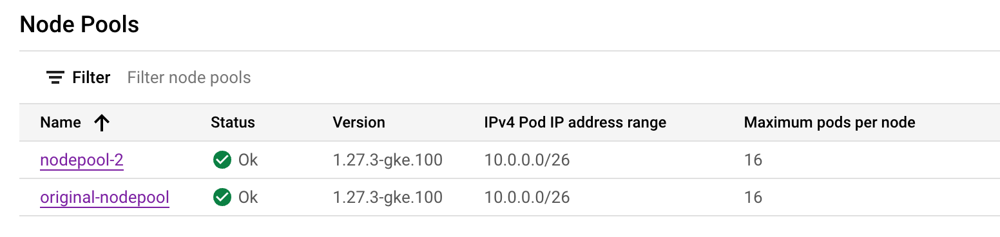 Node Pools
Filter Filter node pools
Name Status Version IPv4 Pod IP address range Maximum pods per node
nodepool-2 Ok 1.27.3-gke.100 10.0.0.0/26 16
original-nodepool Ok 1.27.3-gke.100 10.0.0.0/26 16